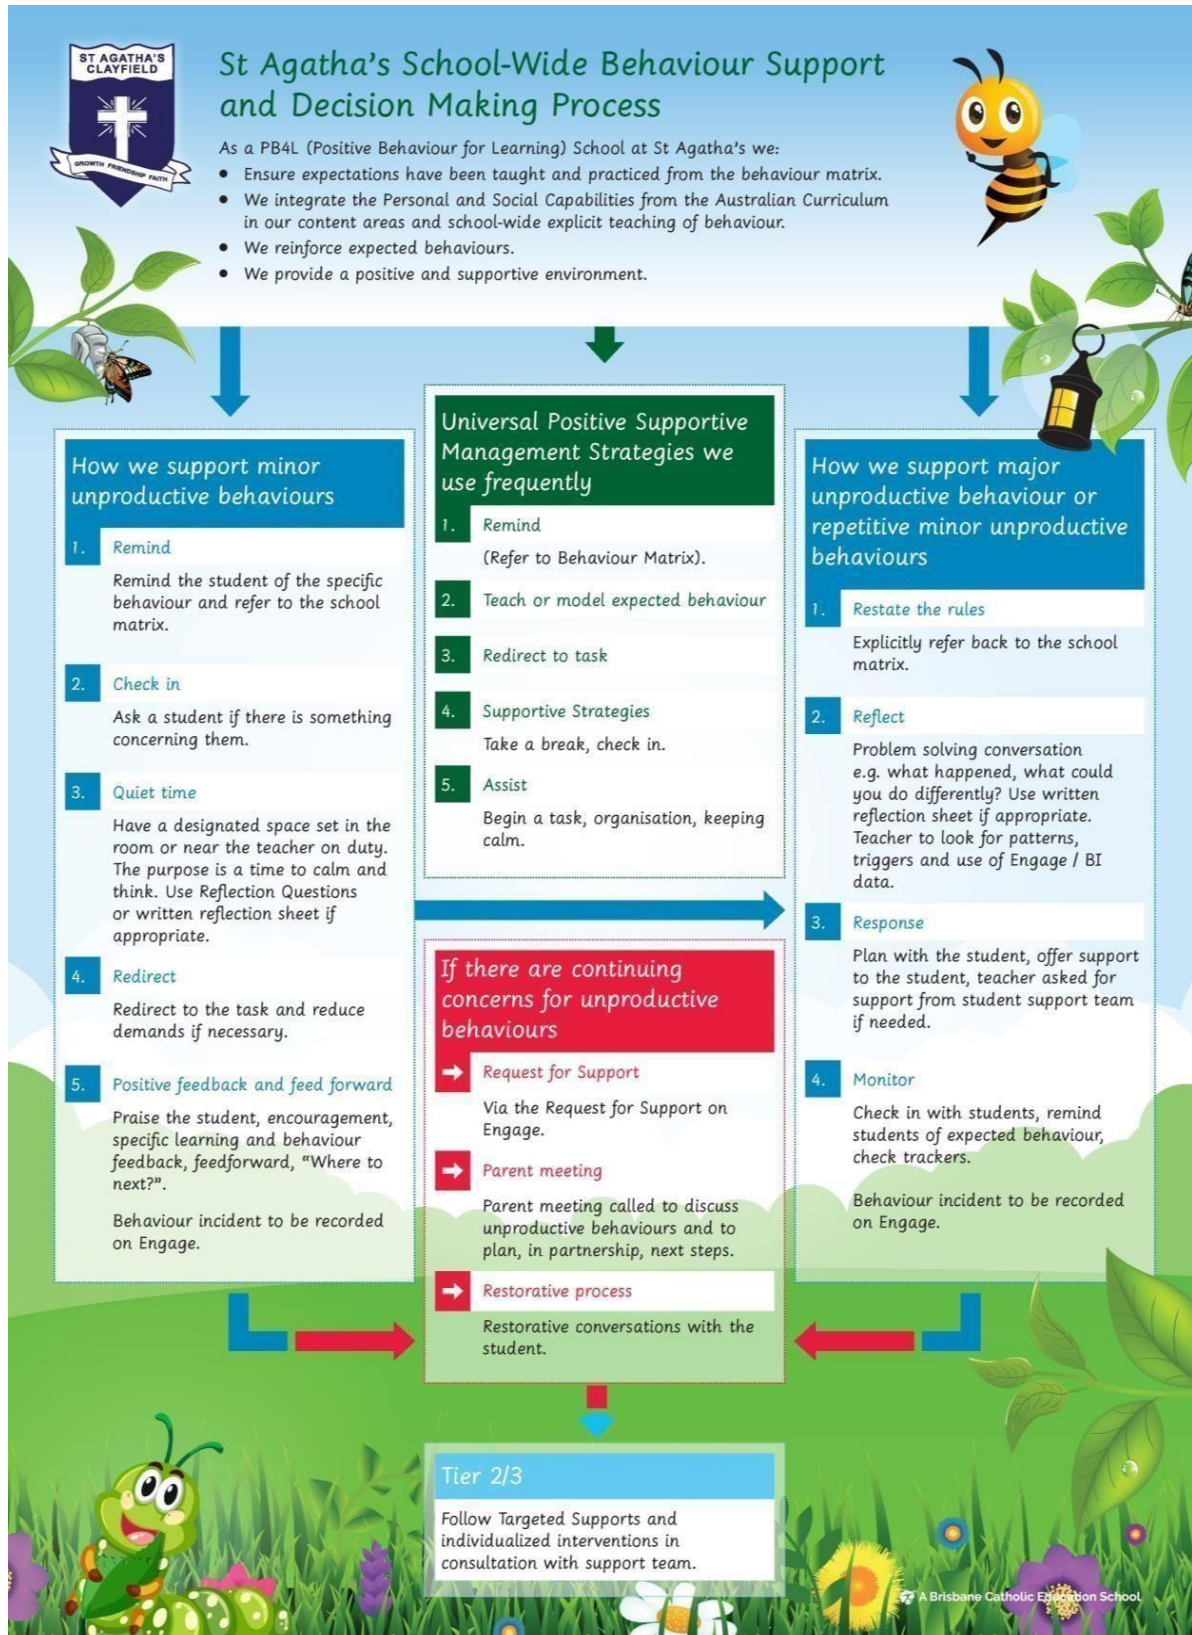 ST AGATHA'S
CLAYFIELD
GROWTH FRIENDSHIP FAITH
St Agatha's School-Wide Behaviour Support
and Decision Making Process
As a PB4L (Positive Behaviour for Learning) School at St Agatha's we:
• Ensure expectations have been taught and practiced from the behaviour matrix.
• We integrate the Personal and Social Capabilities from the Australian Curriculum
in our content areas and school-wide explicit teaching of behaviour.
• We reinforce expected behaviours.
• We provide a positive and supportive environment.
How we support minor
unproductive behaviours
1. Remind
Remind the student of the specific
behaviour and refer to the school
matrix.
2. Check in
Ask a student if there is something
concerning them.
3. Quiet time
Have a designated space set in the
room or near the teacher on duty.
The purpose is a time to calm and
think. Use Reflection Questions
or written reflection sheet if
appropriate.
4. Redirect
Redirect to the task and reduce
demands if necessary.
5. Positive feedback and feed forward
Praise the student, encouragement,
specific learning and behaviour
feedback, feedforward, "Where to
next?".
Behaviour incident to be recorded
on Engage.
Universal Positive Supportive
Management Strategies we
use frequently
1. Remind
(Refer to Behaviour Matrix).
2. Teach or model expected behaviour
3. Redirect to task
4. Supportive Strategies
Take a break, check in.
5. Assist
Begin a task, organisation, keeping
calm.
If there are continuing
concerns for unproductive
behaviours
Request for Support
Via the Request for Support on
Engage.
Parent meeting
Parent meeting called to discuss
unproductive behaviours and to
plan, in partnership, next steps.
Restorative process
Restorative conversations with the
student.
How we support major
unproductive behaviour or
repetitive minor unproductive
behaviours
1. Restate the rules
Explicitly refer back to the school
matrix.
2. Reflect
Problem solving conversation
e.g. what happened, what could
you do differently? Use written
reflection sheet if appropriate.
Teacher to look for patterns,
triggers and use of Engage / BI
data.
3. Response
Plan with the student, offer support
to the student, teacher asked for
support from student support team
if needed.
4. Monitor
Check in with students, remind
students of expected behaviour,
check trackers.
Behaviour incident to be recorded
on Engage.
Tier 2/3
Follow Targeted Supports and
individualized interventions in
consultation with support team.
A Brisbane Catholic Education School